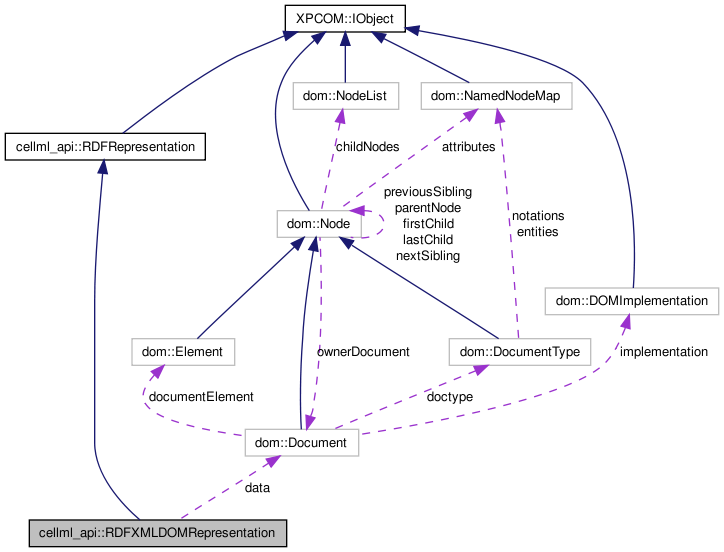 XPCOM::IObject
dom::NodeList
dom::NamedNodeMap
cellml_api::RDFRepresentation
childNodes
attributes
previousSibling
parentNode
firstChild
lastChild
nextSibling
dom::Node
notations
entities
dom::DOMImplementation
dom::Element
ownerDocument
dom::DocumentType
implementation
documentElement
doctype
dom::Document
data
cellml_api::RDFXMLDOMRepresentation